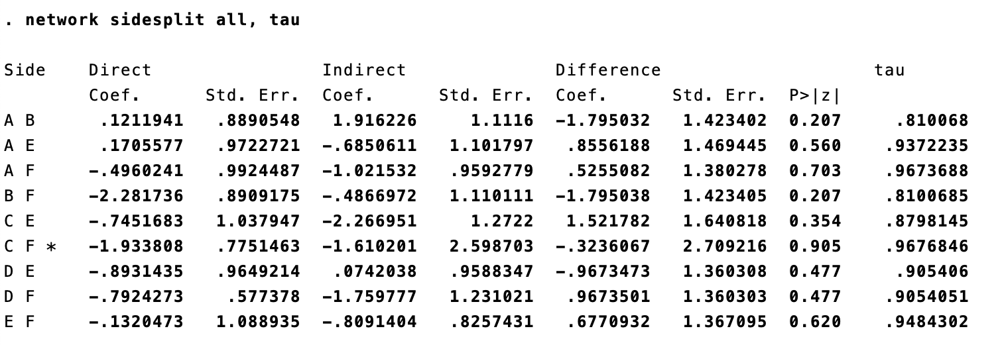 . network sidesplit all, tau
Side Direct Indirect Difference tau
Coef. Std. Err. Coef. Std. Err. Coef. Std. Err. P>|z|
A B .1211941 .8890548 1.916226 1.1116 -1.795032 1.423402 0.207 .810068
A E .1705577 .9722721 -.6850611 1.101797 .8556188 1.469445 0.560 .9372235
A F -.4960241 .9924487 -1.021532 .9592779 .5255082 1.380278 0.703 .9673688
B F -2.281736 .8909175 -.4866972 1.110111 -1.795038 1.423405 0.207 .8100685
C E -.7451683 1.037947 -2.266951 1.2722 1.521782 1.640818 0.354 .8798145
C F * -1.933808 .7751463 -1.610201 2.598703 -.3236067 2.709216 0.905 .9676846
D E -.8931435 .9649214 .0742038 .9588347 -.9673473 1.360308 0.477 .905406
D F -.7924273 .577378 -1.759777 1.231021 .9673501 1.360303 0.477 .9054051
E F -.1320473 1.088935 -.8091404 .8257431 .6770932 1.367095 0.620 .9484302